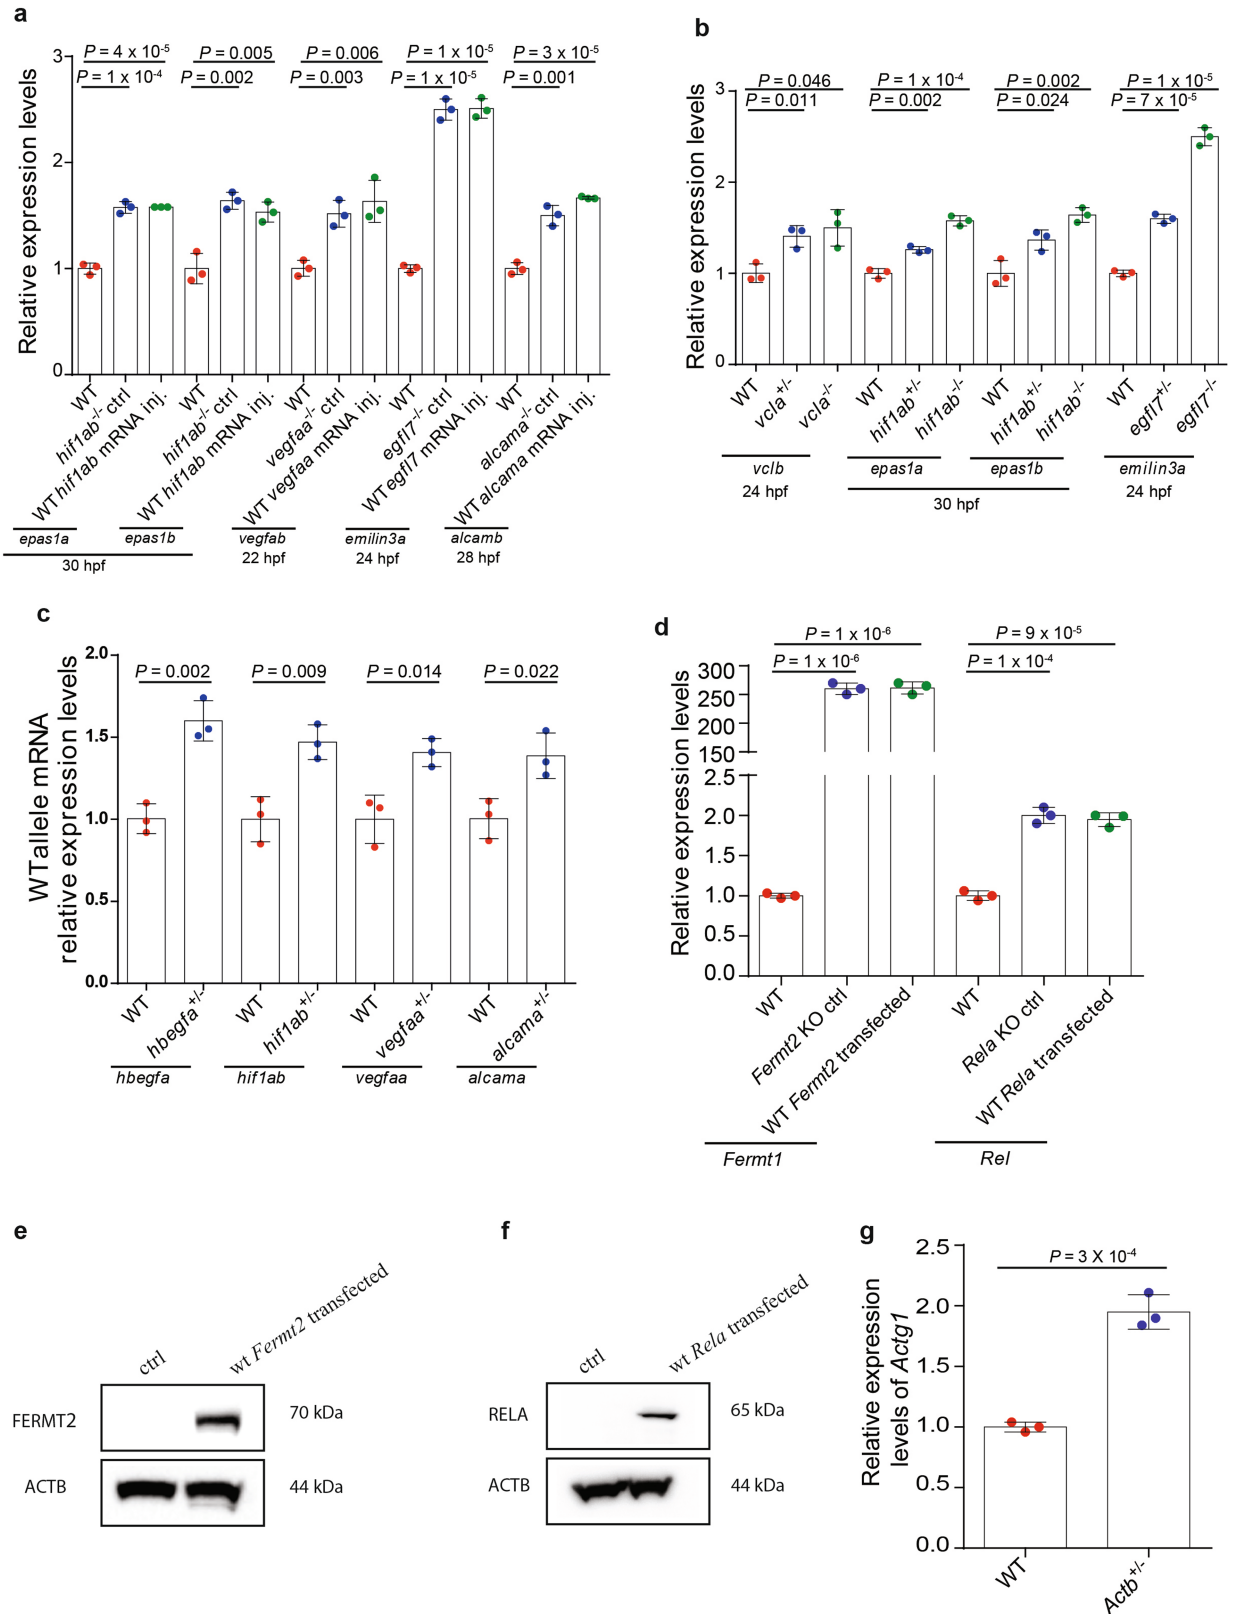 a
P = 4 x 10-5
P = 0.005
P = 0.006
P = 1 x 10-5
P = 3 x 10-5
P = 1 x 10-4
P = 0.002
P = 0.003
P = 1 x 10-5
P = 0.001
Relative expression levels
3
2
1
0
WT
hif1ab-/- ctrl
WT hif1ab mRNA inj.
WT
hif1ab-/- ctrl
WT hif1ab mRNA inj.
WT
vegfaa-/- ctrl
WT vegfaa mRNA inj.
WT
egfl7-/- ctrl
WT egfl7 mRNA inj.
WT
alcama-/- ctrl
WT alcama mRNA inj.
epas1a
epas1b
vegfab
emilin3a
alcamb
30 hpf
22 hpf
24 hpf
28 hpf
b
P = 0.046
P = 1 x 10-4
P = 0.002
P = 1 x 10-5
P = 0.011
P = 0.002
P = 0.024
P = 7 x 10-5
Relative expression levels
3
2
1
0
WT
vcla+/-
vcla-/-
WT
hif1ab+/-
hif1ab-/-
WT
hif1ab+/-
hif1ab-/-
WT
egfl7+/-
egfl7-/-
vclb
epas1a
epas1b
emilin3a
24 hpf
30 hpf
24 hpf
c
P = 0.002
P = 0.009
P = 0.014
P = 0.022
WT allele mRNA
relative expression levels
2.0
1.5
1.0
0.5
0.0
WT
hbegfa+/-
WT
hif1ab+/-
WT
vegfaa+/-
WT
alcama+/-
hbegfa
hif1ab
vegfaa
alcama
d
P = 1 x 10-6
P = 9 x 10-5
P = 1 x 10-6
P = 1 x 10-4
Relative expression levels
300
250
200
150
2.5
2.0
1.5
1.0
0.5
0.0
WT
Fermt2 KO ctrl
WT Fermt2 transfected
WT
Rela KO ctrl
WT Rela transfected
Fermt1
Rel
e
ctrl
wt Fermt2 transfected
FERMT2
70 kDa
ACTB
44 kDa
f
ctrl
wt Rela transfected
RELA
65 kDa
ACTB
44 kDa
g
P = 3 X 10-4
Relative expression
levels of Actg1
2.5
2.0
1.5
1.0
0.5
0.0
WT
Actb+/-